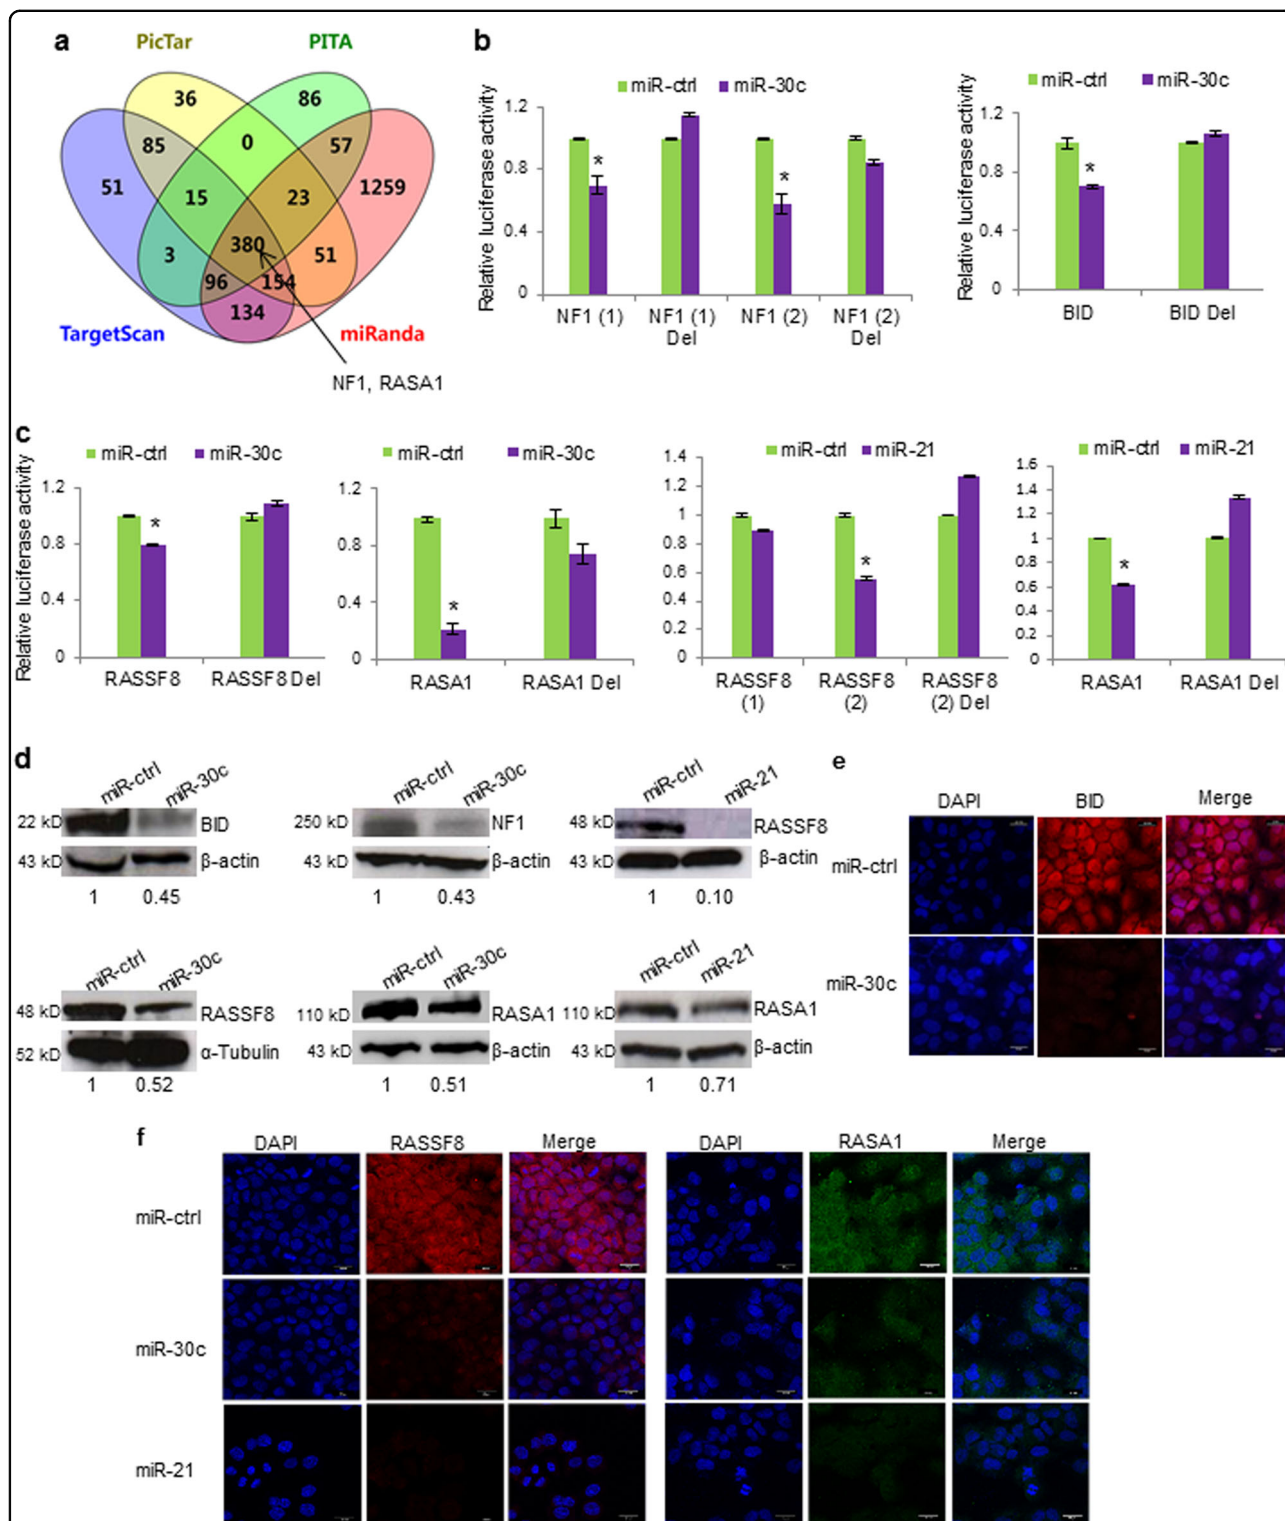 a
PicTar
PITA
36
86
85
0
57
51
15
23
1259
3
380
51
96
154
134
TargetScan
miRanda
NF1, RASA1
b
miR-ctrl
miR-30c
Relative luciferase activity
1.2
0.8
0.4
0
*
*
NF1 (1)
NF1 (1) Del
NF1 (2)
NF1 (2) Del
miR-ctrl
miR-30c
Relative luciferase activity
1.2
0.8
0.4
0
*
BID
BID Del
c
miR-ctrl
miR-30c
Relative luciferase activity
1.2
0.8
0.4
0
*
RASSF8
RASSF8 Del
miR-ctrl
miR-30c
1.2
0.8
0.4
0
*
RASA1
RASA1 Del
miR-ctrl
miR-21
1.4
1.2
1
0.8
0.6
0.4
0.2
0
*
RASSF8 (1)
RASSF8 (2)
RASSF8 (2) Del
miR-ctrl
miR-21
1.6
1.4
1.2
1
0.8
0.6
0.4
0.2
0
*
RASA1
RASA1 Del
d
miR-ctrl
miR-30c
22 kD
BID
43 kD
β-actin
1
0.45
miR-ctrl
miR-30c
250 kD
NF1
43 kD
β-actin
1
0.43
miR-ctrl
miR-21
48 kD
RASSF8
43 kD
β-actin
1
0.10
miR-ctrl
miR-30c
48 kD
RASSF8
52 kD
α-Tubulin
1
0.52
miR-ctrl
miR-30c
110 kD
RASA1
43 kD
β-actin
1
0.51
miR-ctrl
miR-21
110 kD
RASA1
43 kD
β-actin
1
0.71
e
DAPI
BID
Merge
miR-ctrl
miR-30c
f
DAPI
RASSF8
Merge
DAPI
RASA1
Merge
miR-ctrl
miR-30c
miR-21